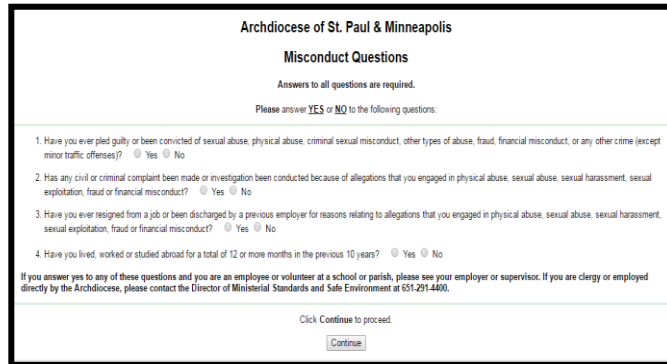 Archdiocese of St. Paul & Minneapolis
Misconduct Questions
Answers to all questions are required.
Please answer YES or NO to the following questions:
1. Have you ever pled guilty or been convicted of sexual abuse, physical abuse, criminal sexual misconduct, other types of abuse, fraud, financial misconduct, or any other crime (except
minor traffic offenses)? Yes No
2. Has any civil or criminal complaint been made or investigation been conducted because of allegations that you engaged in physical abuse, sexual abuse, sexual harassment, sexual
exploitation, fraud or financial misconduct? Yes No
3. Have you ever resigned from a job or been discharged by a previous employer for reasons relating to allegations that you engaged in physical abuse, sexual abuse, sexual harassment,
sexual exploitation, fraud or financial misconduct? Yes No
4. Have you lived, worked or studied abroad for a total of 12 or more months in the previous 10 years? Yes No
If you answer yes to any of these questions and you are an employee or volunteer at a school or parish, please see your employer or supervisor. If you are clergy or employed
directly by the Archdiocese, please contact the Director of Ministerial Standards and Safe Environment at 651-291-4400.
Click Continue to proceed.
Continue